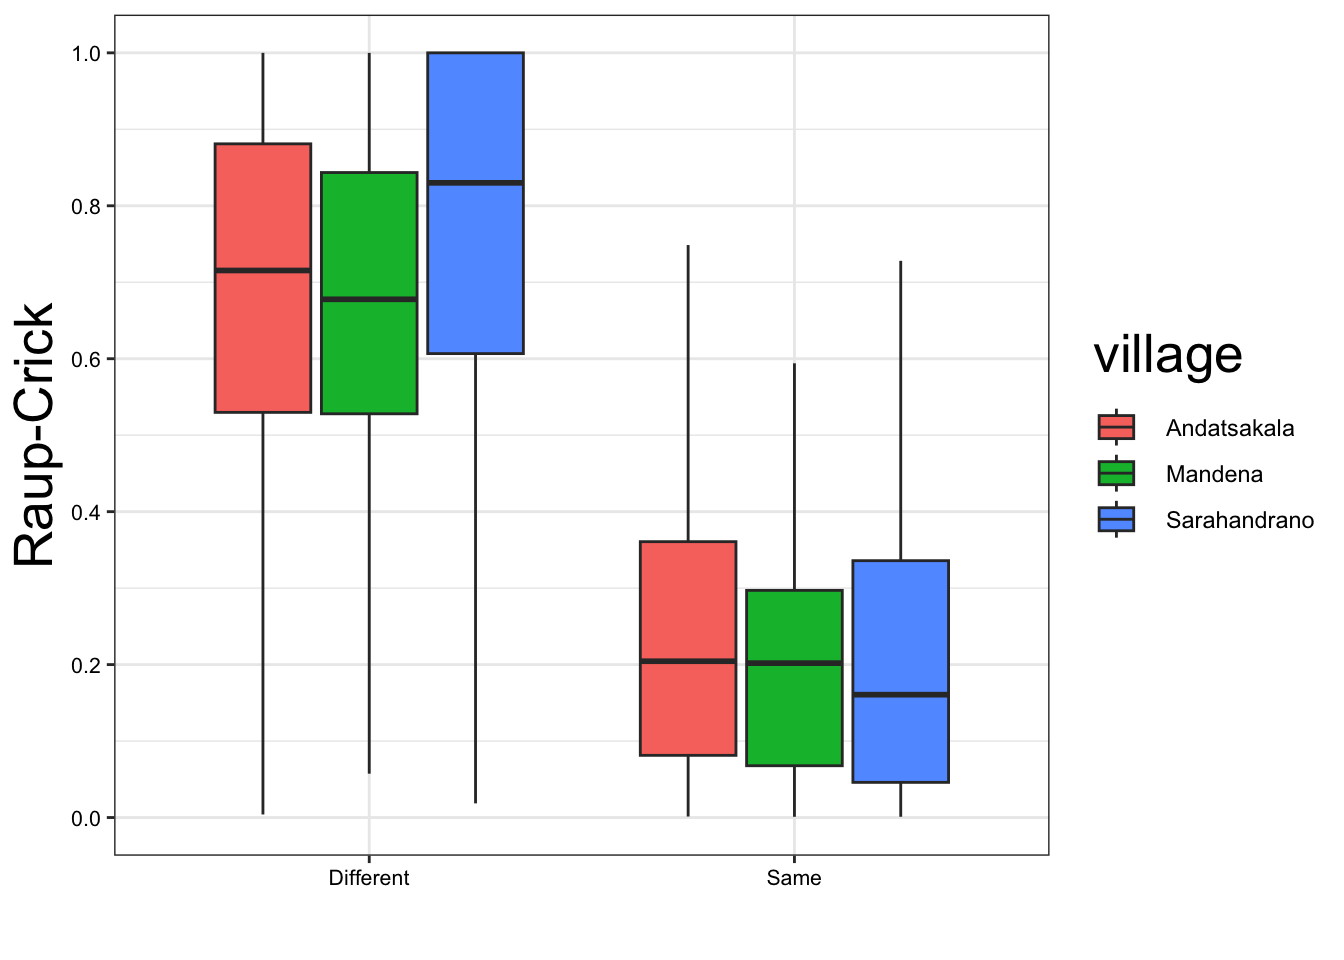 Raup-Crick
1.0
0.8
0.6
0.4
0.2
0.0
Different
Same
village
Andatsakala
Mandena
Sarahandrano